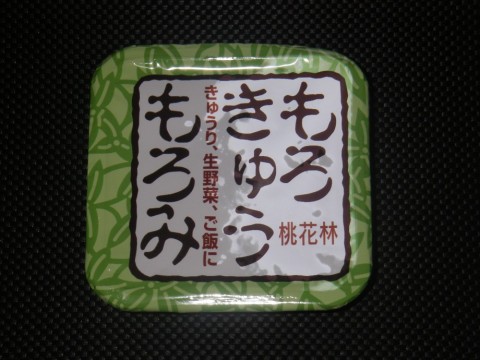 もろ
きゅう
もろみ
きゅうり、生野菜、ご飯に
桃花林